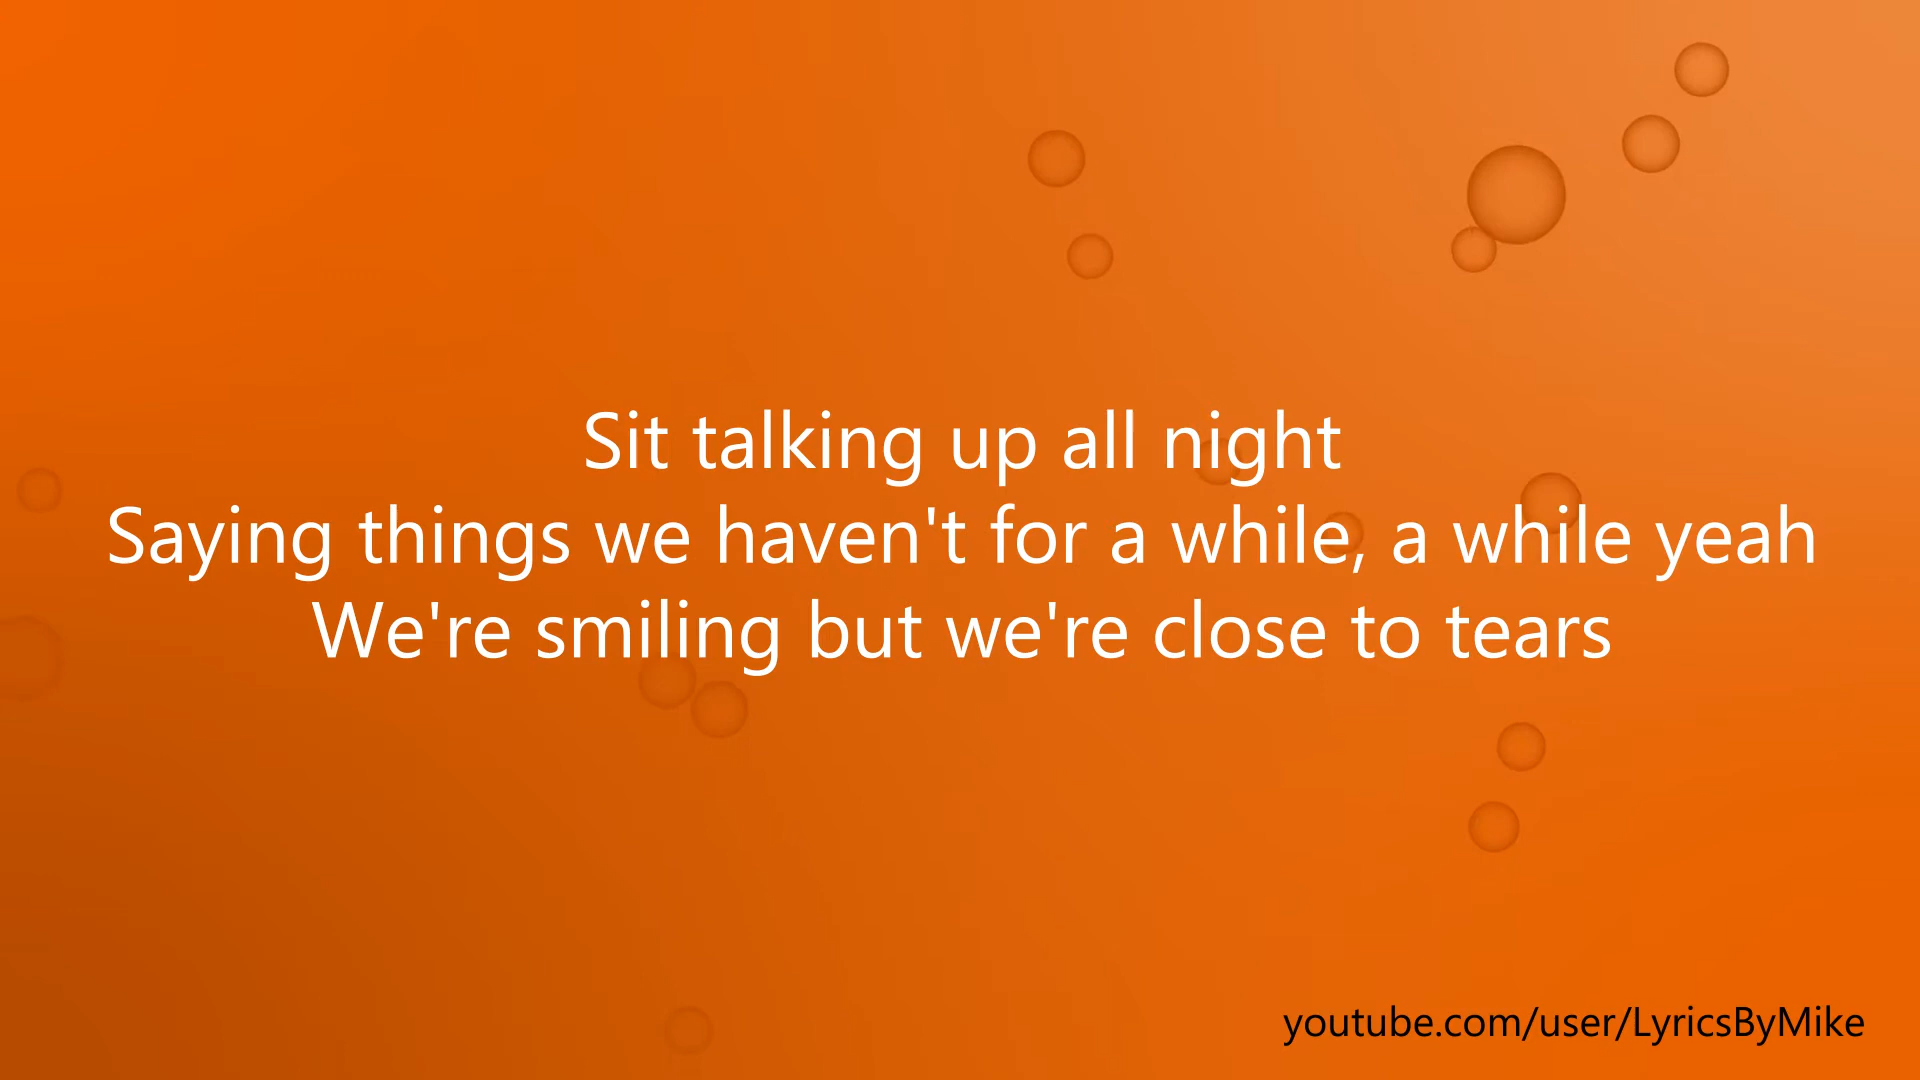 Sit talking up all night
Saying things we haven't for a while, a while yeah
We're smiling but we're close to tears
youtube.com/user/LyricsByMike